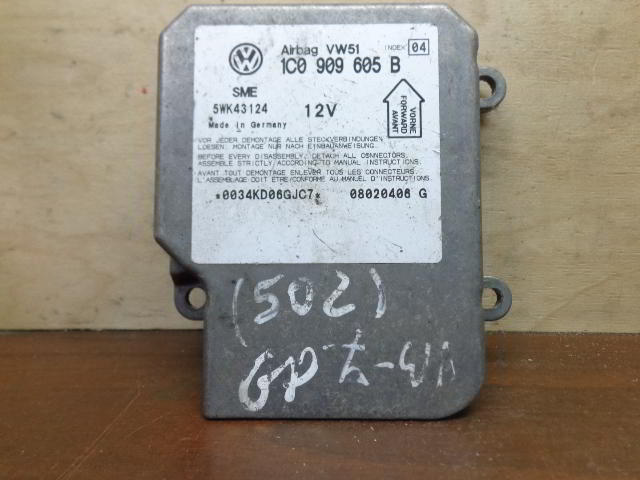 Airbag VW51 INDEX 04
1C0 909 605 B
SME
5WK43124 12V
Made in Germany
VORNE
FORWARD
AVANT
VOR JEDER DEMONTAGE ALLE STECKVERBINDUNGEN
LOESEN. MONTAGE NUR NACH EINBAUANWEISUNG.
BEFORE EVERY DISASSEMBLY, DETACH ALL CONNECTORS.
ASSEMBLE STRICTLY, ACCORDING TO MANUAL INSTRUCTIONS.
AVANT TOUT DEMONTAGE ENLEVER TOUS LES CONNECTEURS.
L'ASSEMBLAGE DOIT ETRE/CONFORME AU MANUEL D'INSTRUCTIONS.
*0034KD06GJC7* 08020406 G
(502)